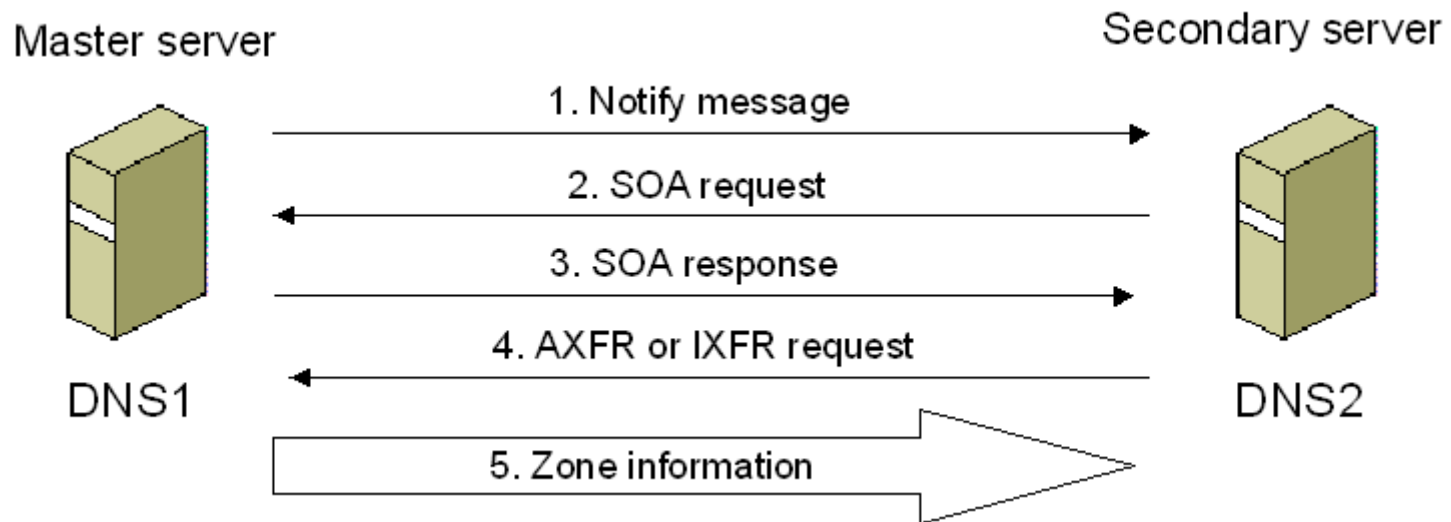 Master server
Secondary server
1. Notify message
2. SOA request
3. SOA response
4. AXFR or IXFR request
DNS1
DNS2
5. Zone information